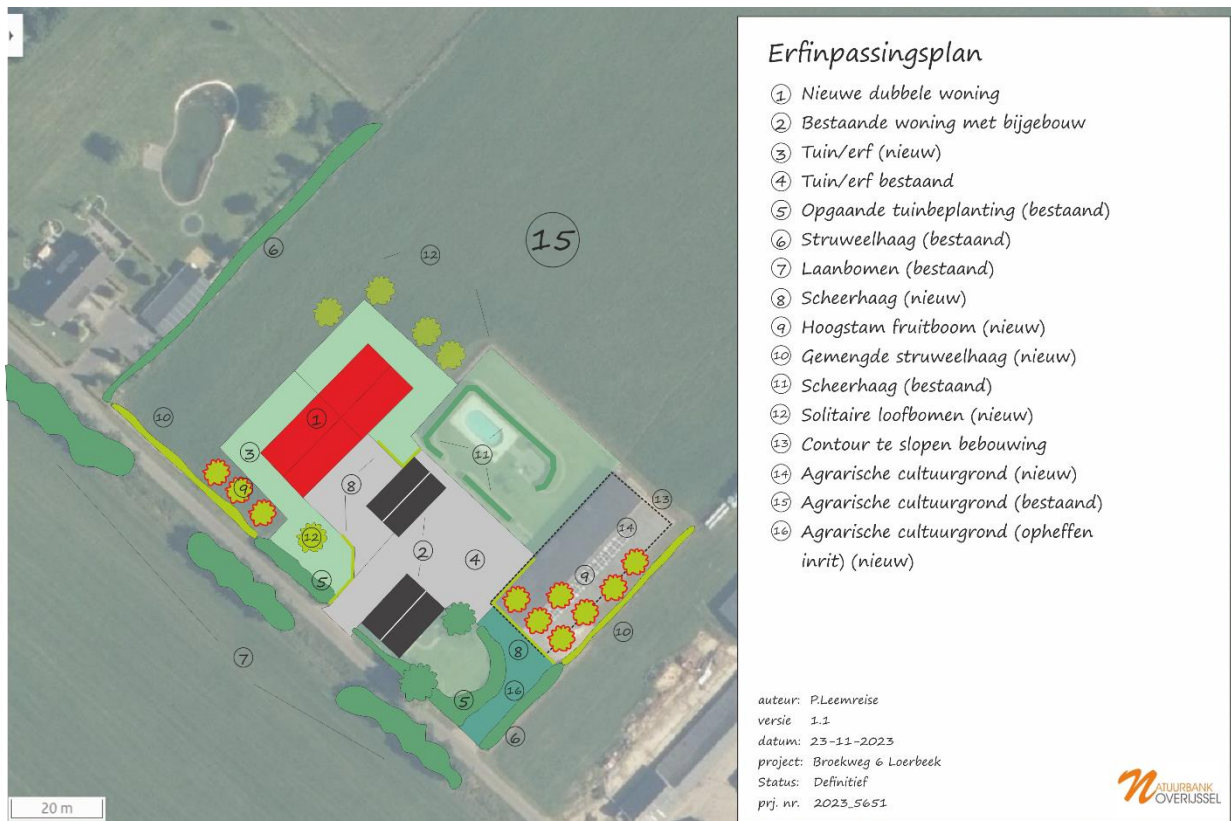 Erfinpassingsplan
1 Nieuwe dubbele woning
2 Bestaande woning met bijgebouw
3 Tuin/erf (nieuw)
4 Tuin/erf bestaand
5 Opgaande tuinbeplanting (bestaand)
6 Struweelhaag (bestaand)
7 Laanbomen (bestaand)
8 Scheerhaag (nieuw)
9 Hoogstam fruitboom (nieuw)
10 Gemengde struweelhaag (nieuw)
11 Scheerhaag (bestaand)
12 Solitaire loofbomen (nieuw)
13 Contour te slopen bebouwing
14 Agrarische cultuurgrond (nieuw)
15 Agrarische cultuurgrond (bestaand)
16 Agrarische cultuurgrond (opheffen
inrit) (nieuw)
auteur: P.Leemreise
versie 1.1
datum: 23-11-2023
project: Broekweg 6 Loerbeek
Status: Definitief
prj. nr. 2023_5651
NATUURBANK
OVERIJSSEL
15
6
12
10
1
3
11
8
9
13
14
12
2
4
9
5
10
8
7
5
16
6
20 m